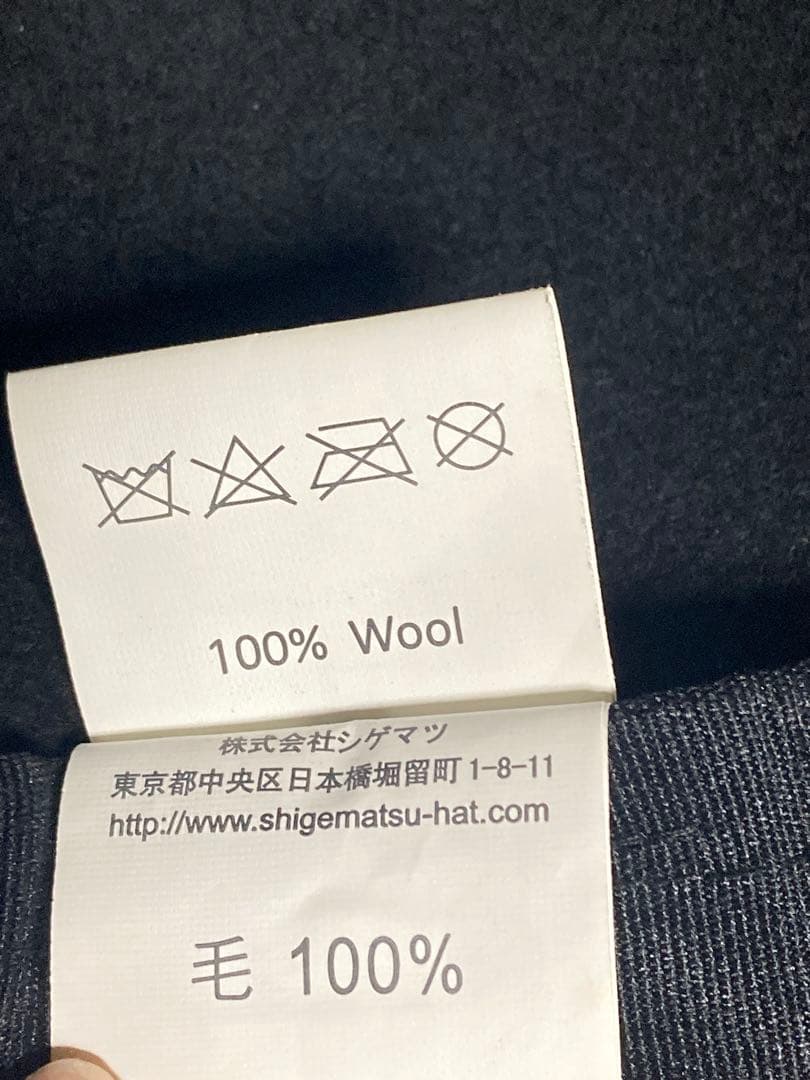 100% Wool
株式会社シゲマツ
東京都中央区日本橋堀留町1-8-11
http://www.shigematsu-hat.com
毛 100%